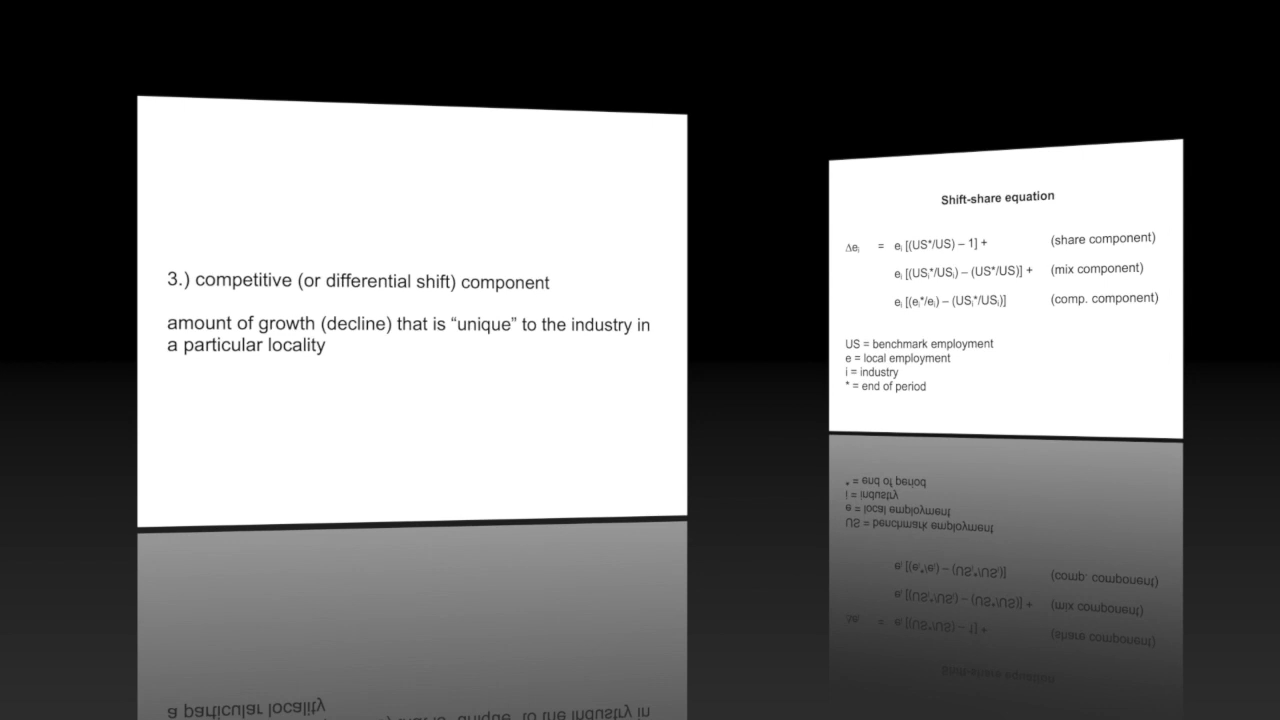 3.) competitive (or differential shift) component
amount of growth (decline) that is “unique” to the industry in
a particular locality
Shift-share equation
Δeᵢ = eᵢ [(US*/US) – 1] + (share component)
eᵢ [(USᵢ*/USᵢ) – (US*/US)] + (mix component)
eᵢ [(eᵢ*/eᵢ) – (USᵢ*/USᵢ)] (comp. component)
US = benchmark employment
e = local employment
i = industry
* = end of period